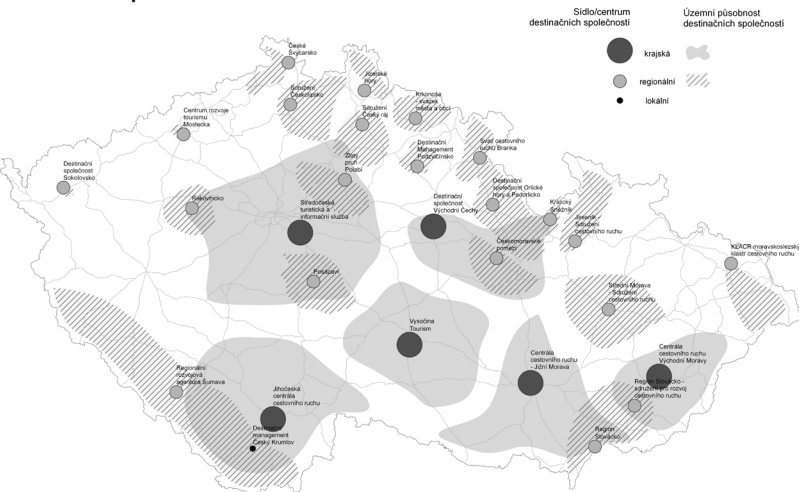 Sídlo/centrum
destinačních společností
Územní působnost
destinačních společností
krajská
regionální
lokální
České
Švýcarsko
Jizerské
hory
Sdružení
Českolipsko
Krkonoše
- svazek
měst a obcí
Centrum rozvoje
tourismu
Mostecka
Sdružení
Český ráj
Destinační
Management
Podzvičinsko
Svaz cestovního
ruchu Branka
Destinační
společnost
Sokolovsko
Zlatý
pruh
Polabí
Rakovnicko
Středočeská
turistická a
informační služba
Destinační
společnost
Východní Čechy
Destinační
společnost Orlické
hory a Podorlicko
Králický
Sněžník
Jeseník -
Sdružení
cestovního ruchu
Českomoravské
pomezí
KLACR moravskoslezský
klastr cestovního ruchu
Posázaví
Střední Morava
- Sdružení
cestovního ruchu
Vysočina
Tourism
Centrála
cestovního ruchu
- Jižní Morava
Centrála
cestovního ruchu
Východní Moravy
Regionální
rozvojová
agentura Šumava
Jihočeská
centrála
cestovního ruchu
Region Slovácko -
sdružení pro rozvoj
cestovního ruchu
Destinační
management
Český Krumlov
Region
Slovácko